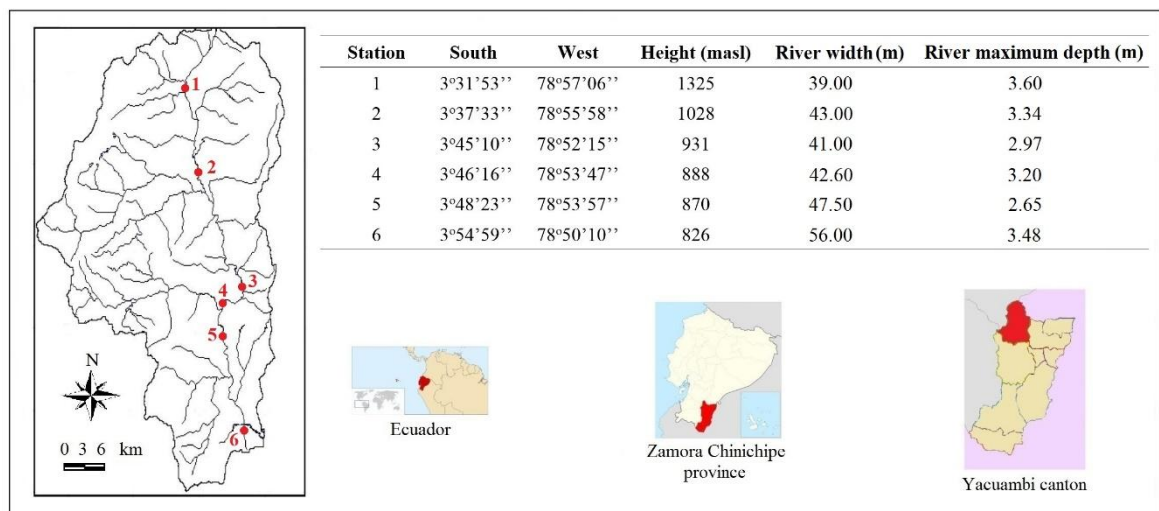 1
2
3
4
5
6
N
0 3 6 km
Station South West Height (masl) River width (m) River maximum depth (m)
1 3º31’53’’ 78º57’06’’ 1325 39.00 3.60
2 3º37’33’’ 78º55’58’’ 1028 43.00 3.34
3 3º45’10’’ 78º52’15’’ 931 41.00 2.97
4 3º46’16’’ 78º53’47’’ 888 42.60 3.20
5 3º48’23’’ 78º53’57’’ 870 47.50 2.65
6 3º54’59’’ 78º50’10’’ 826 56.00 3.48
Ecuador
Zamora Chinichipe
province
Yacuambi canton